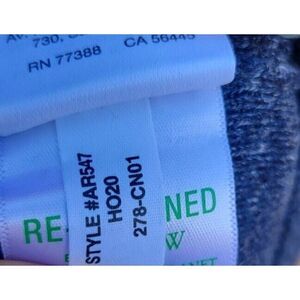 730,
RN 77388
CA 56445
STYLE #AR547
HO20
278-CN01
RE
NED
W